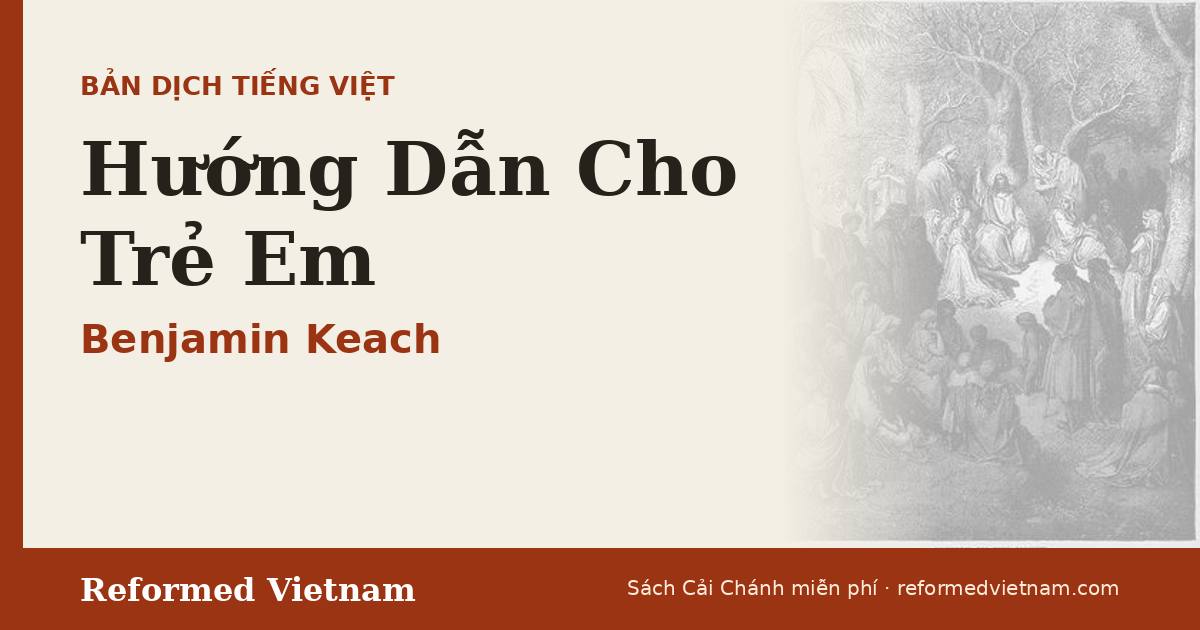 BẢN DỊCH TIẾNG VIỆT
Hướng Dẫn Cho
Trẻ Em
Benjamin Keach
Reformed Vietnam
Sách Cải Chánh miễn phí · reformedvietnam.com